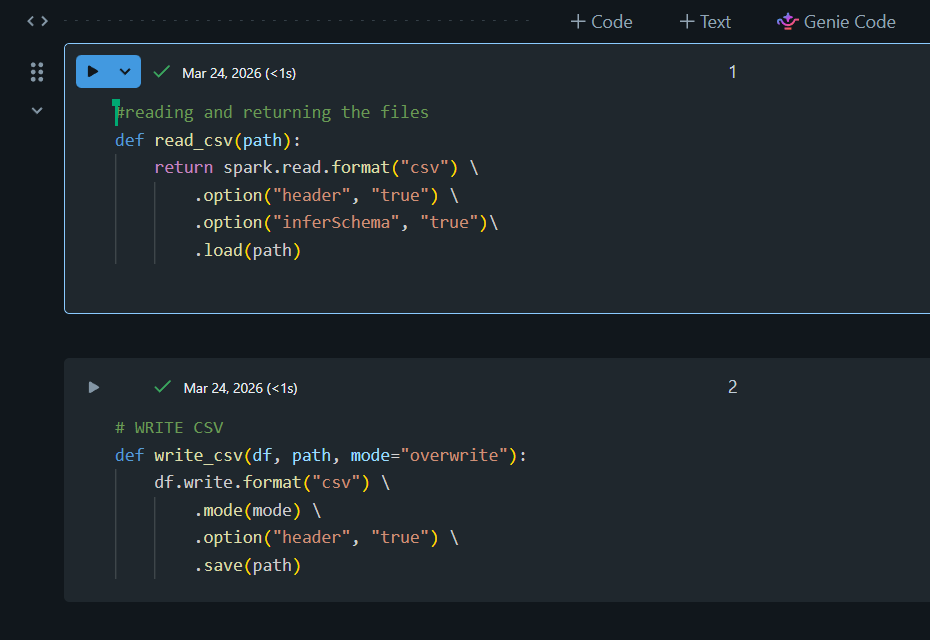 + Code + Text Genie Code
Mar 24, 2026 (<1s) 1
#reading and returning the files
def read_csv(path):
    return spark.read.format("csv") \
        .option("header", "true") \
        .option("inferSchema", "true")\
        .load(path)
Mar 24, 2026 (<1s) 2
# WRITE CSV
def write_csv(df, path, mode="overwrite"):
    df.write.format("csv") \
        .mode(mode) \
        .option("header", "true") \
        .save(path)